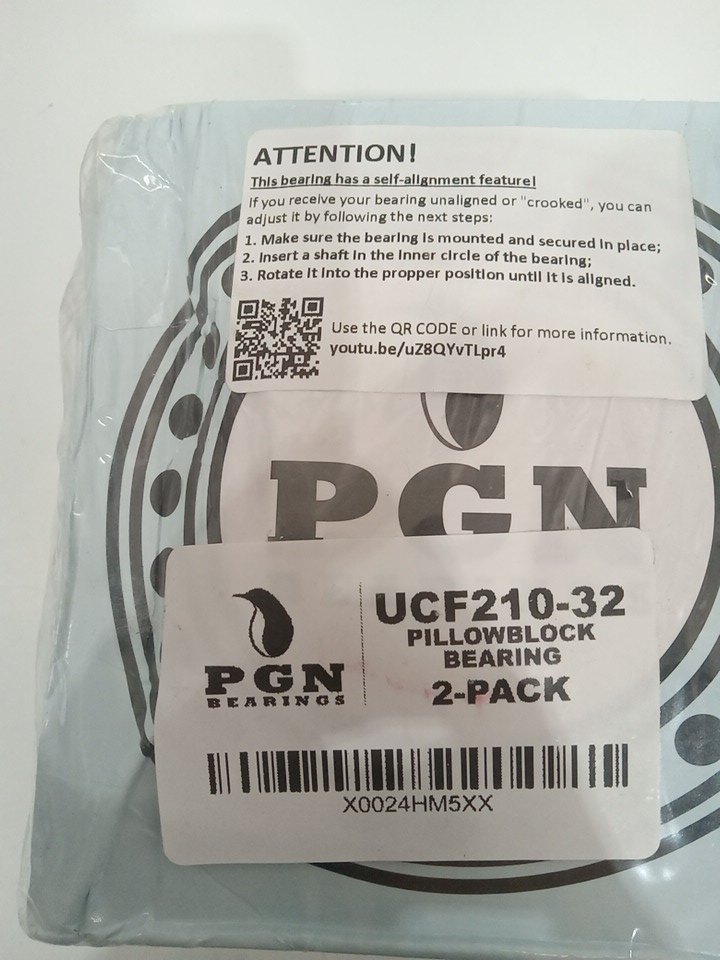 ATTENTION!
This bearing has a self-alignment feature!
If you receive your bearing unaligned or "crooked", you can
adjust it by following the next steps:
1. Make sure the bearing is mounted and secured in place;
2. Insert a shaft in the inner circle of the bearing;
3. Rotate it into the propper position until it is aligned.
Use the QR CODE or link for more information.
youtu.be/uZ8QYvTLpr4
PGN
UCF210-32
PILLOWBLOCK
BEARING
2-PACK
PGN
BEARINGS
X0024HM5XX